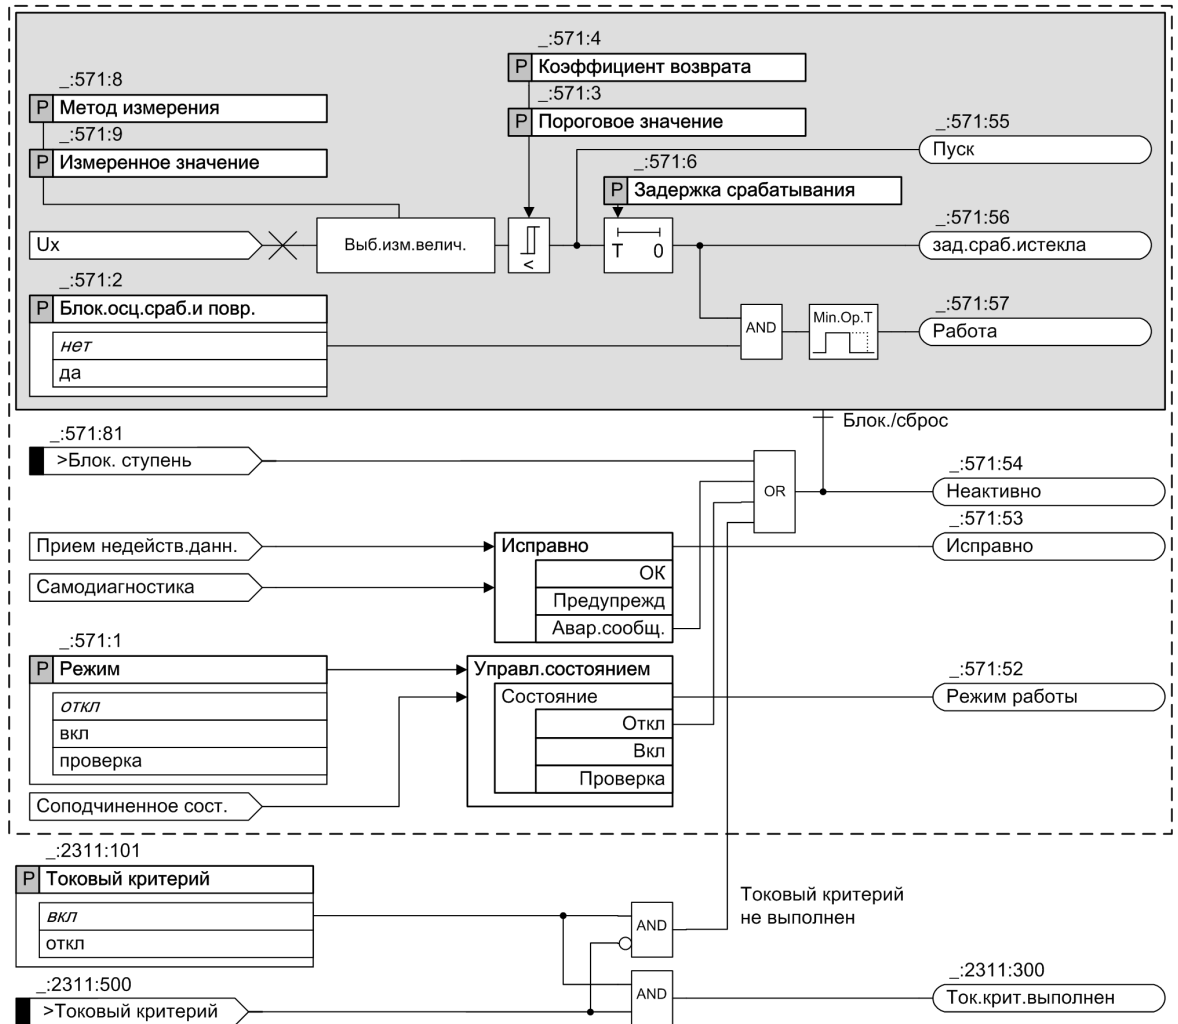 _:571:4
P Коэффициент возврата
_:571:8
P Метод измерения
_:571:3
P Пороговое значение
_:571:9
P Измеренное значение
_:571:55
Пуск
_:571:6
P Задержка срабатывания
_:571:56
Ux
Выб.изм.велич.
<
T 0
зад.сраб.истекла
_:571:2
P Блок.осц.сраб.и повр.
нет
да
AND
Min.Op.T
_:571:57
Работа
Блок./сброс
_:571:81
>Блок. ступень
OR
_:571:54
Неактивно
_:571:53
Прием недейств.данн.
Исправно
Исправно
ОК
Самодиагностика
Предупрежд
Авар.сообщ.
_:571:1
P Режим
откл
вкл
проверка
Управл.состоянием
Состояние
Откл
Вкл
Проверка
_:571:52
Режим работы
Соподчиненное сост.
_:2311:101
P Токовый критерий
вкл
откл
AND
Токовый критерий
не выполнен
_:2311:500
>Токовый критерий
AND
_:2311:300
Ток.крит.выполнен